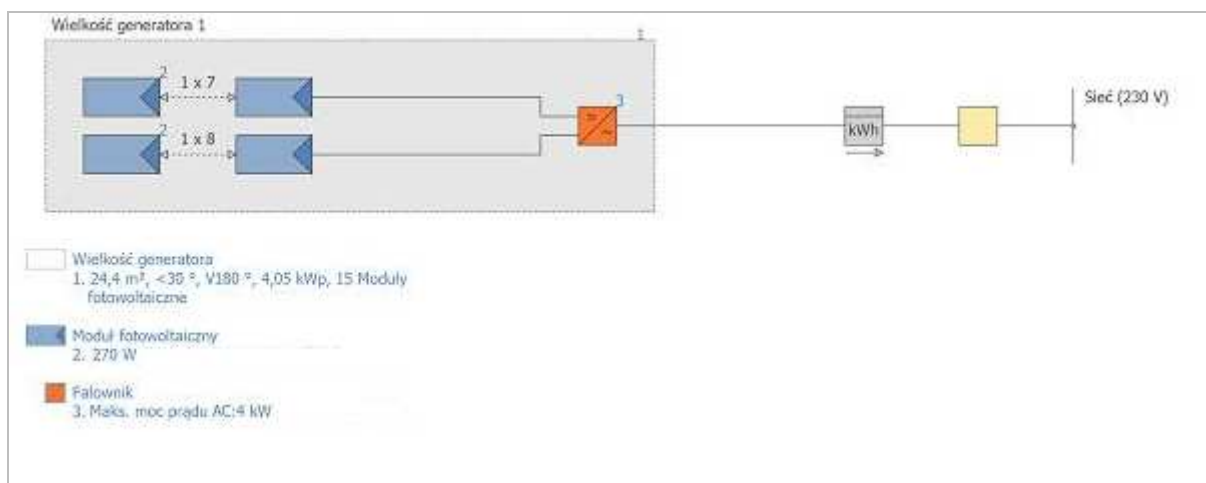 Wielkość generatora 1
1
2
1 x 7
3
Sieć (230 V)
2
1 x 8
=
~
kWh
Wielkość generatora
1. 24,4 m², <30 °, V180 °, 4,05 kWp, 15 Moduły
fotowoltaiczne
Moduł fotowoltaiczny
2. 270 W
Falownik
3. Maks. moc prądu AC:4 kW